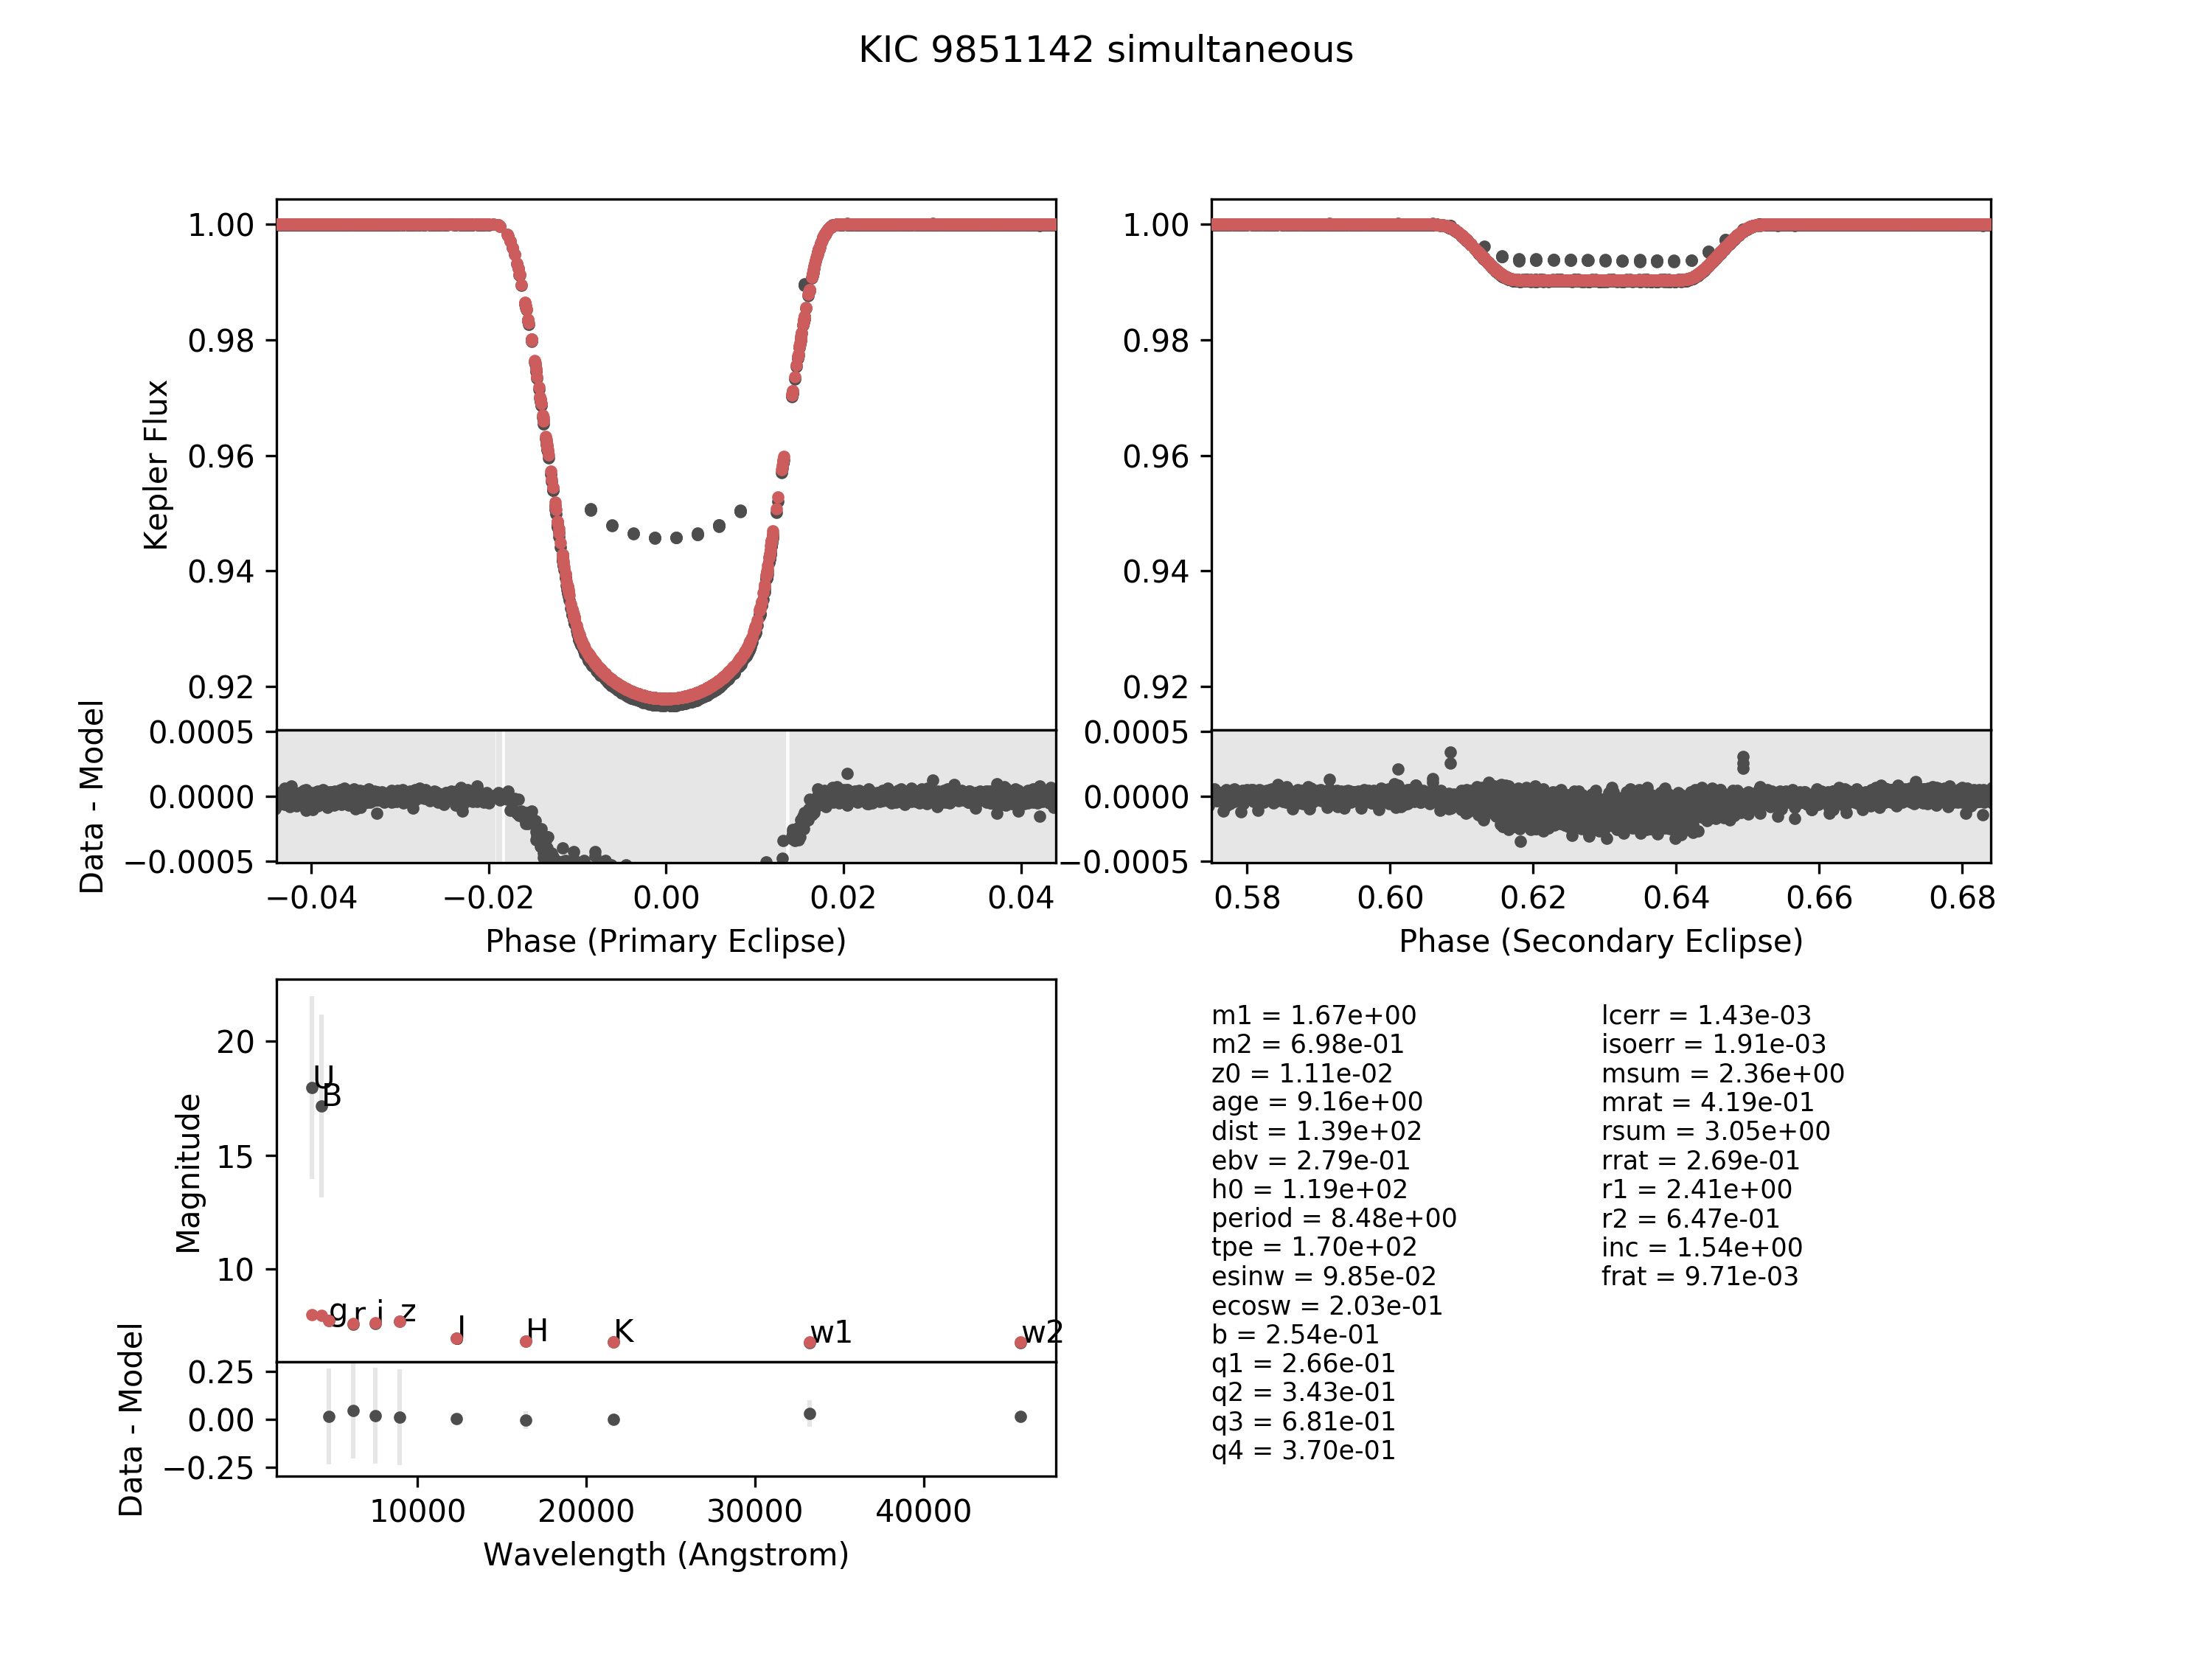 KIC 9851142 simultaneous
1.00
0.98
0.96
0.94
0.92
Kepler Flux
0.0005
0.0000
−0.0005
Data - Model
−0.04 −0.02 0.00 0.02 0.04
Phase (Primary Eclipse)
1.00
0.98
0.96
0.94
0.92
0.0005
0.0000
−0.0005
0.58 0.60 0.62 0.64 0.66 0.68
Phase (Secondary Eclipse)
20
15
10
Magnitude
U
B
g r i z J H K w1 w2
0.25
0.00
−0.25
Data - Model
10000 20000 30000 40000
Wavelength (Angstrom)
m1 = 1.67e+00
m2 = 6.98e-01
z0 = 1.11e-02
age = 9.16e+00
dist = 1.39e+02
ebv = 2.79e-01
h0 = 1.19e+02
period = 8.48e+00
tpe = 1.70e+02
esinw = 9.85e-02
ecosw = 2.03e-01
b = 2.54e-01
q1 = 2.66e-01
q2 = 3.43e-01
q3 = 6.81e-01
q4 = 3.70e-01
lcerr = 1.43e-03
isoerr = 1.91e-03
msum = 2.36e+00
mrat = 4.19e-01
rsum = 3.05e+00
rrat = 2.69e-01
r1 = 2.41e+00
r2 = 6.47e-01
inc = 1.54e+00
frat = 9.71e-03